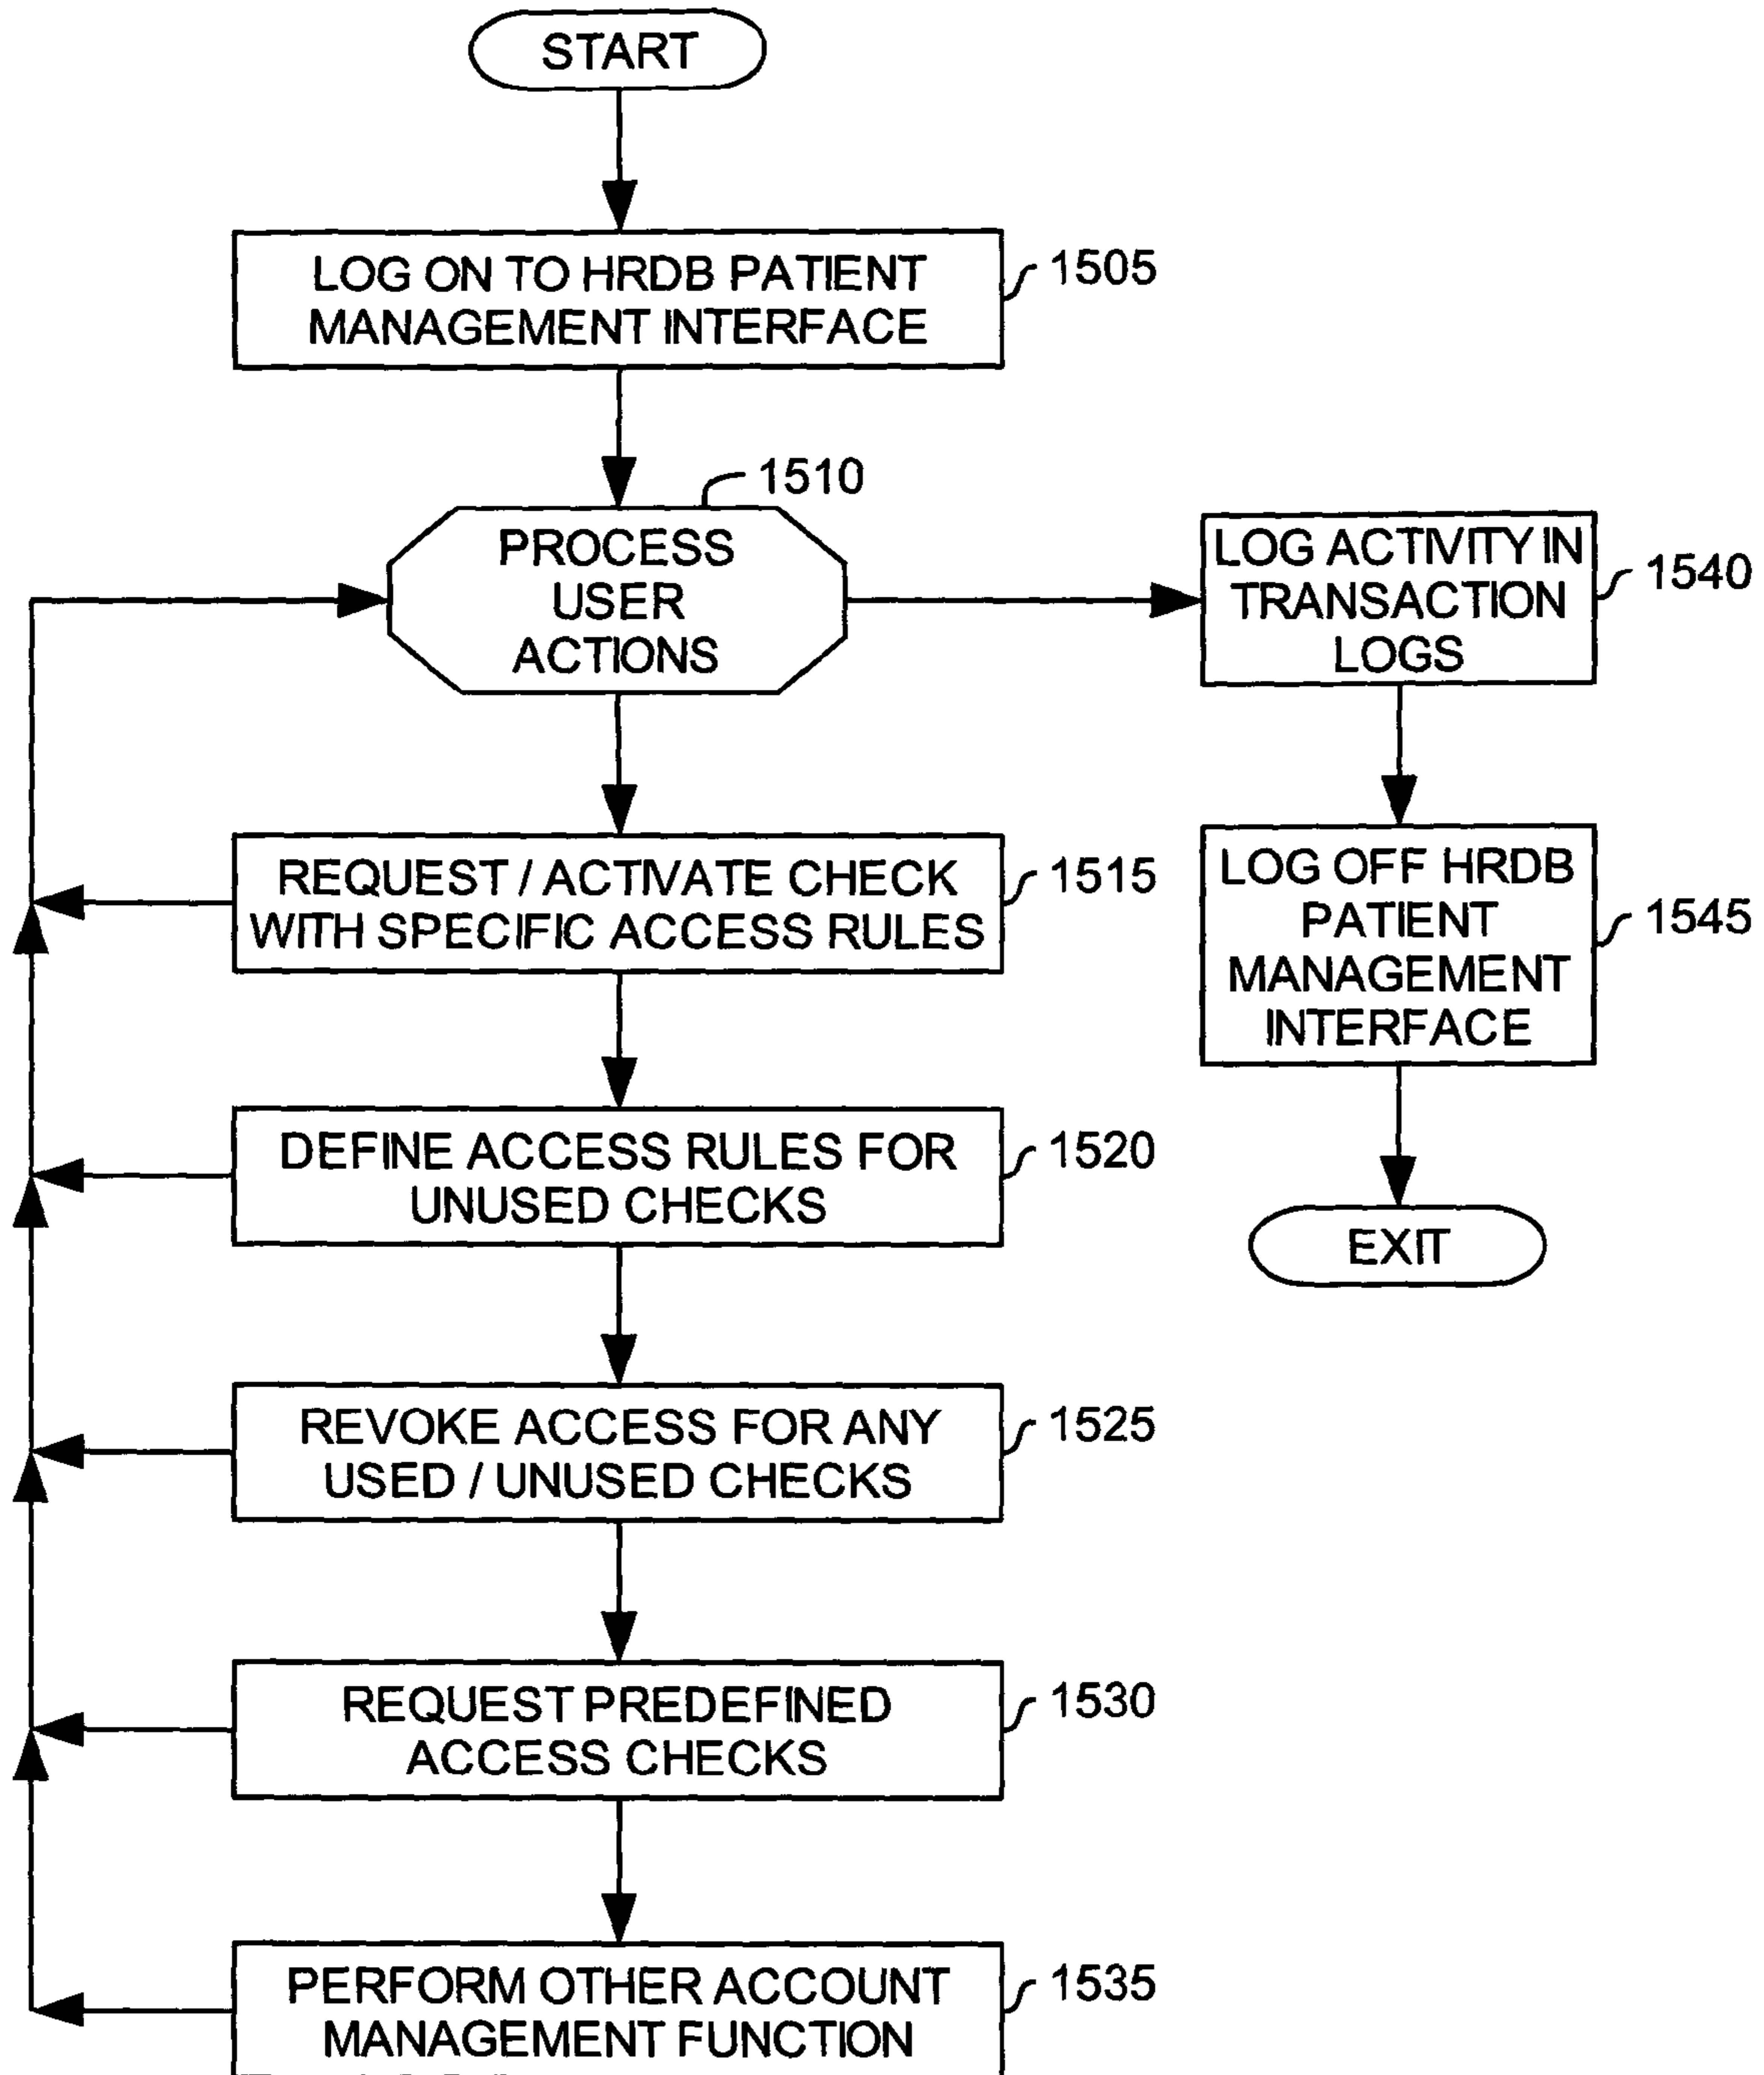 START
LOG ON TO HRDB PATIENT
MANAGEMENT INTERFACE
1505
1510
PROCESS
USER
ACTIONS
LOG ACTIVITY IN
TRANSACTION
LOGS
1540
REQUEST / ACTIVATE CHECK
WITH SPECIFIC ACCESS RULES
1515
LOG OFF HRDB
PATIENT
MANAGEMENT
INTERFACE
1545
DEFINE ACCESS RULES FOR
UNUSED CHECKS
1520
EXIT
REVOKE ACCESS FOR ANY
USED / UNUSED CHECKS
1525
REQUEST PREDEFINED
ACCESS CHECKS
1530
PERFORM OTHER ACCOUNT
MANAGEMENT FUNCTION
1535